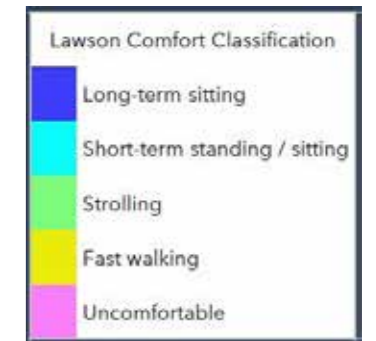 Lawson Comfort Classification
Long-term sitting
Short-term standing / sitting
Strolling
Fast walking
Uncomfortable